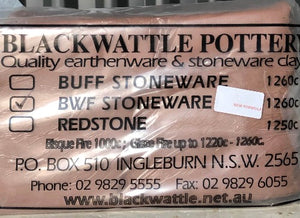 BLACKWATTLE POTTERY
Quality earthenware & stoneware clay
BUFF STONEWARE 1260c
BWF STONEWARE 1260c
REDSTONE 1250c
Bisque Fire 1000c; Glaze Fire up to 1220c - 1260c.
P.O. BOX 510 INGLEBURN N.S.W. 2565
Phone: 02 9829 5555 Fax: 02 9829 6055
www.blackwattle.net.au